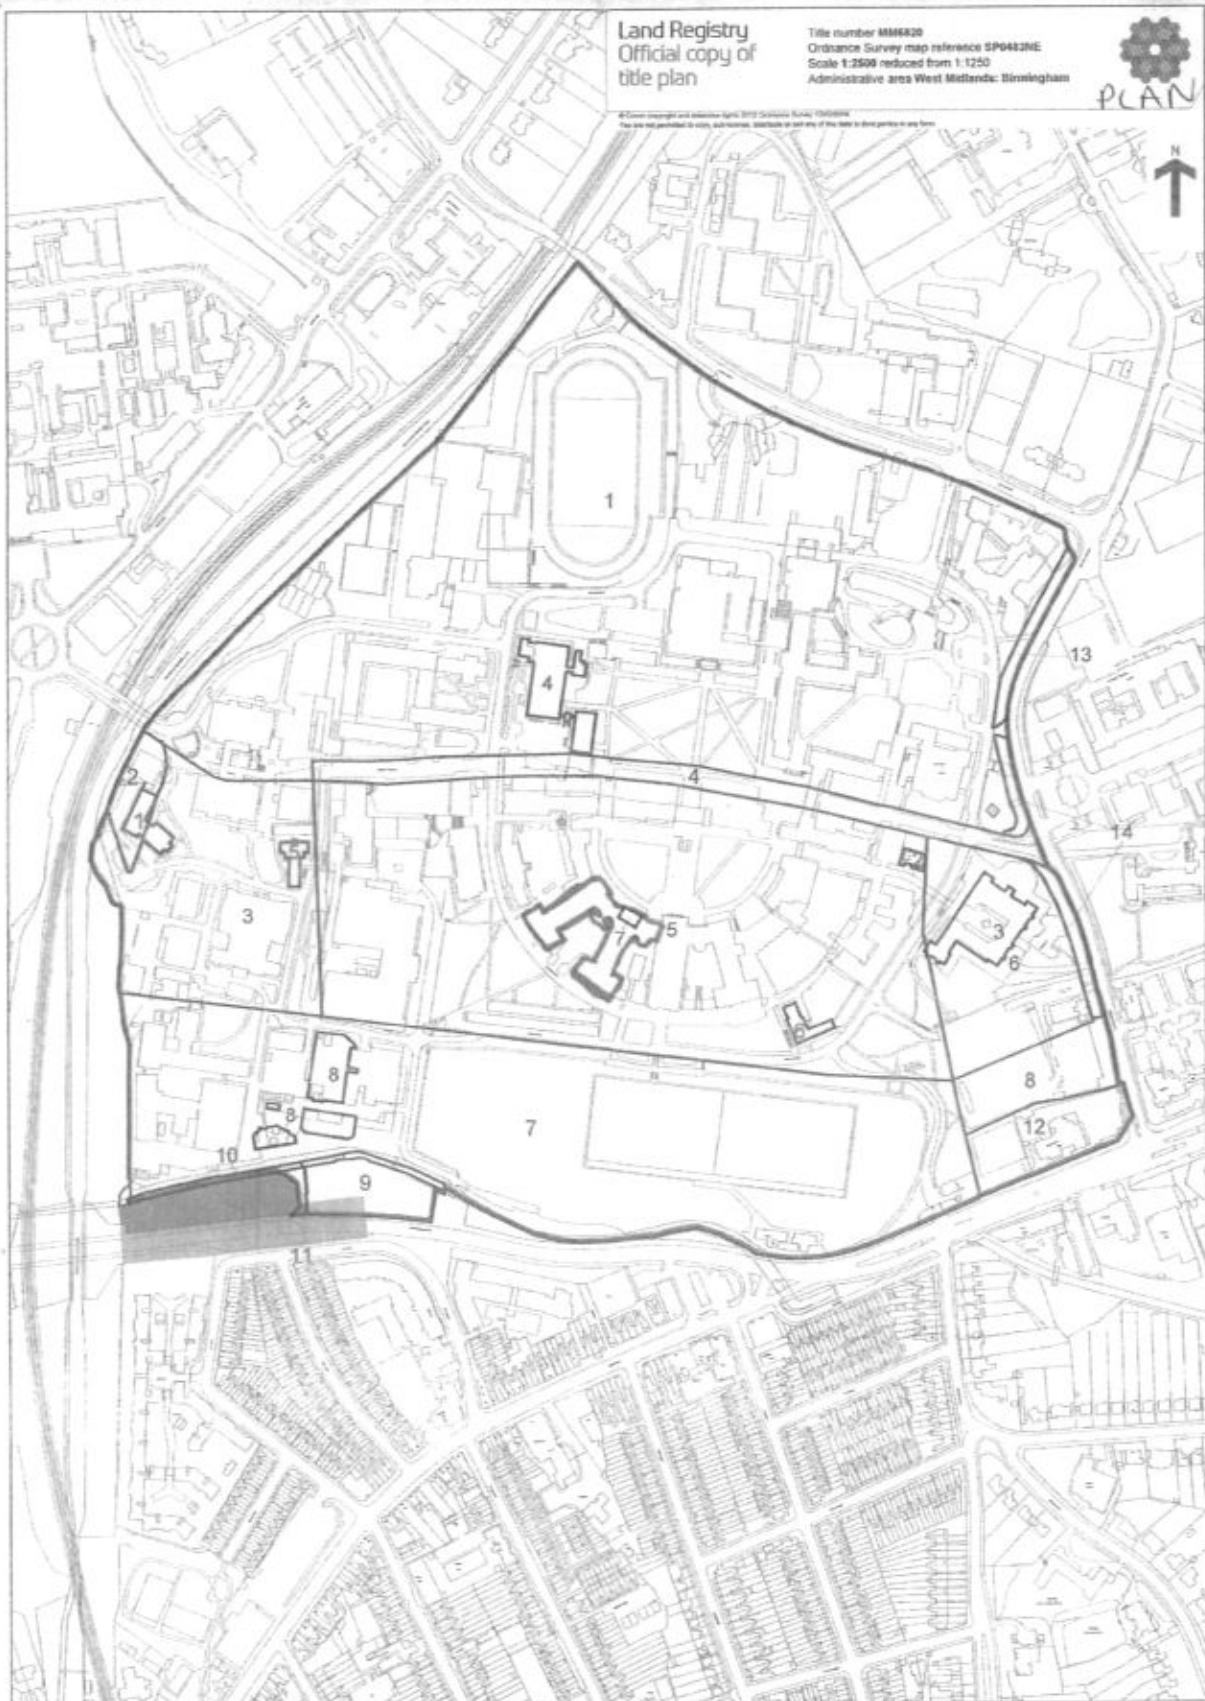 Land Registry
Official copy of
title plan
Title number MM6820
Ordnance Survey map reference SP0483NE
Scale 1:2500 reduced from 1:1250
Administrative area West Midlands: Birmingham
PLAN
N
1
13
4
4
2
1
14
3
5
7
3
6
8
8
8
7
12
10
9
11